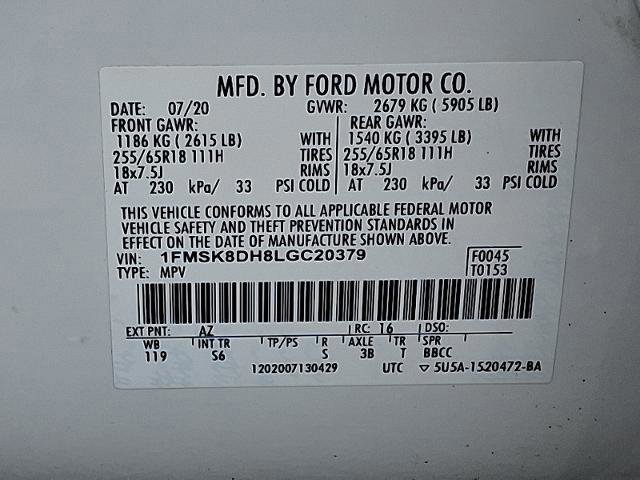 MFD. BY FORD MOTOR CO.
DATE: 07/20 GVWR: 2679 KG ( 5905 LB)
FRONT GAWR: REAR GAWR:
1186 KG ( 2615 LB) WITH 1540 KG ( 3395 LB) WITH
255/65R18 111H TIRES 255/65R18 111H TIRES
18x7.5J RIMS 18x7.5J RIMS
AT 230 kPa/ 33 PSI COLD AT 230 kPa/ 33 PSI COLD
THIS VEHICLE CONFORMS TO ALL APPLICABLE FEDERAL MOTOR
VEHICLE SAFETY AND THEFT PREVENTION STANDARDS IN
EFFECT ON THE DATE OF MANUFACTURE SHOWN ABOVE.
VIN: 1FMSK8DH8LGC20379 F0045
TYPE: MPV T0153
EXT PNT: AZ RC: 16 DSO:
WB INT TR TP/PS R AXLE TR SPR
119 S6 S 3B T BBCC
1202007130429 UTC ▽ 5U5A-1520472-BA